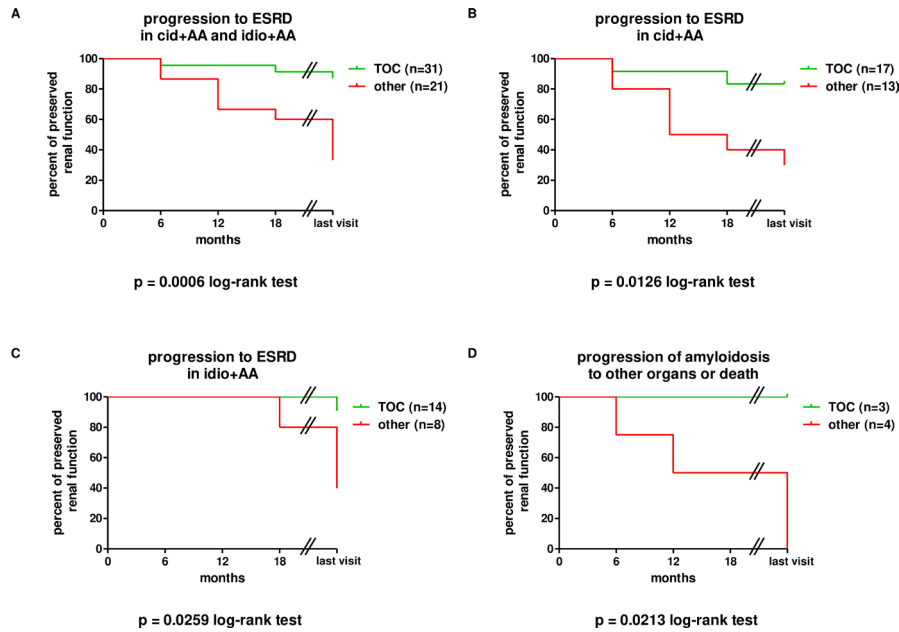 A
progression to ESRD
in cid+AA and idio+AA
percent of preserved
renal function
100
80
60
40
20
0
0 6 12 18 last visit
months
TOC (n=31)
other (n=21)
p = 0.0006 log-rank test
B
progression to ESRD
in cid+AA
percent of preserved
renal function
100
80
60
40
20
0
0 6 12 18 last visit
months
TOC (n=17)
other (n=13)
p = 0.0126 log-rank test
C
progression to ESRD
in idio+AA
percent of preserved
renal function
100
80
60
40
20
0
0 6 12 18 last visit
months
TOC (n=14)
other (n=8)
p = 0.0259 log-rank test
D
progression of amyloidosis
to other organs or death
percent of preserved
renal function
100
80
60
40
20
0
0 6 12 18 last visit
months
TOC (n=3)
other (n=4)
p = 0.0213 log-rank test